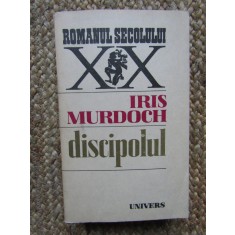 ROMANUL SECOLULUI
XX
IRIS
MURDOCH
discipolul
UNIVERS